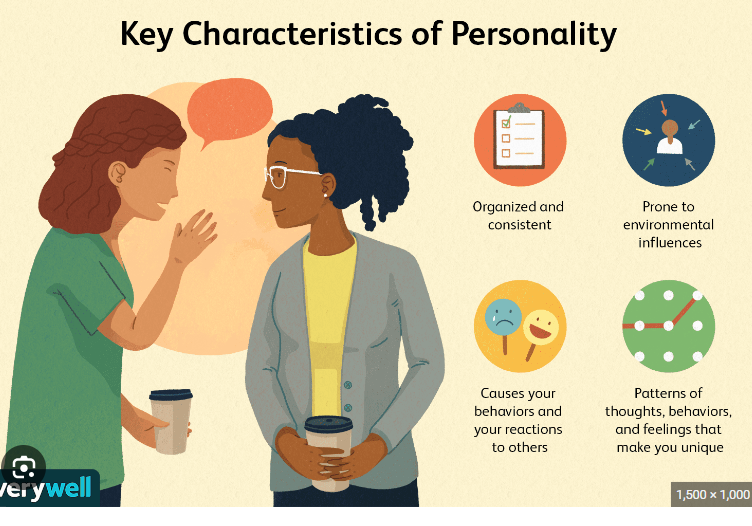 Key Characteristics of Personality
Organized and
consistent
Prone to
environmental
influences
Causes your
behaviors and
your reactions
to others
Patterns of
thoughts, behaviors,
and feelings that
make you unique
verywell
1,500 × 1,000